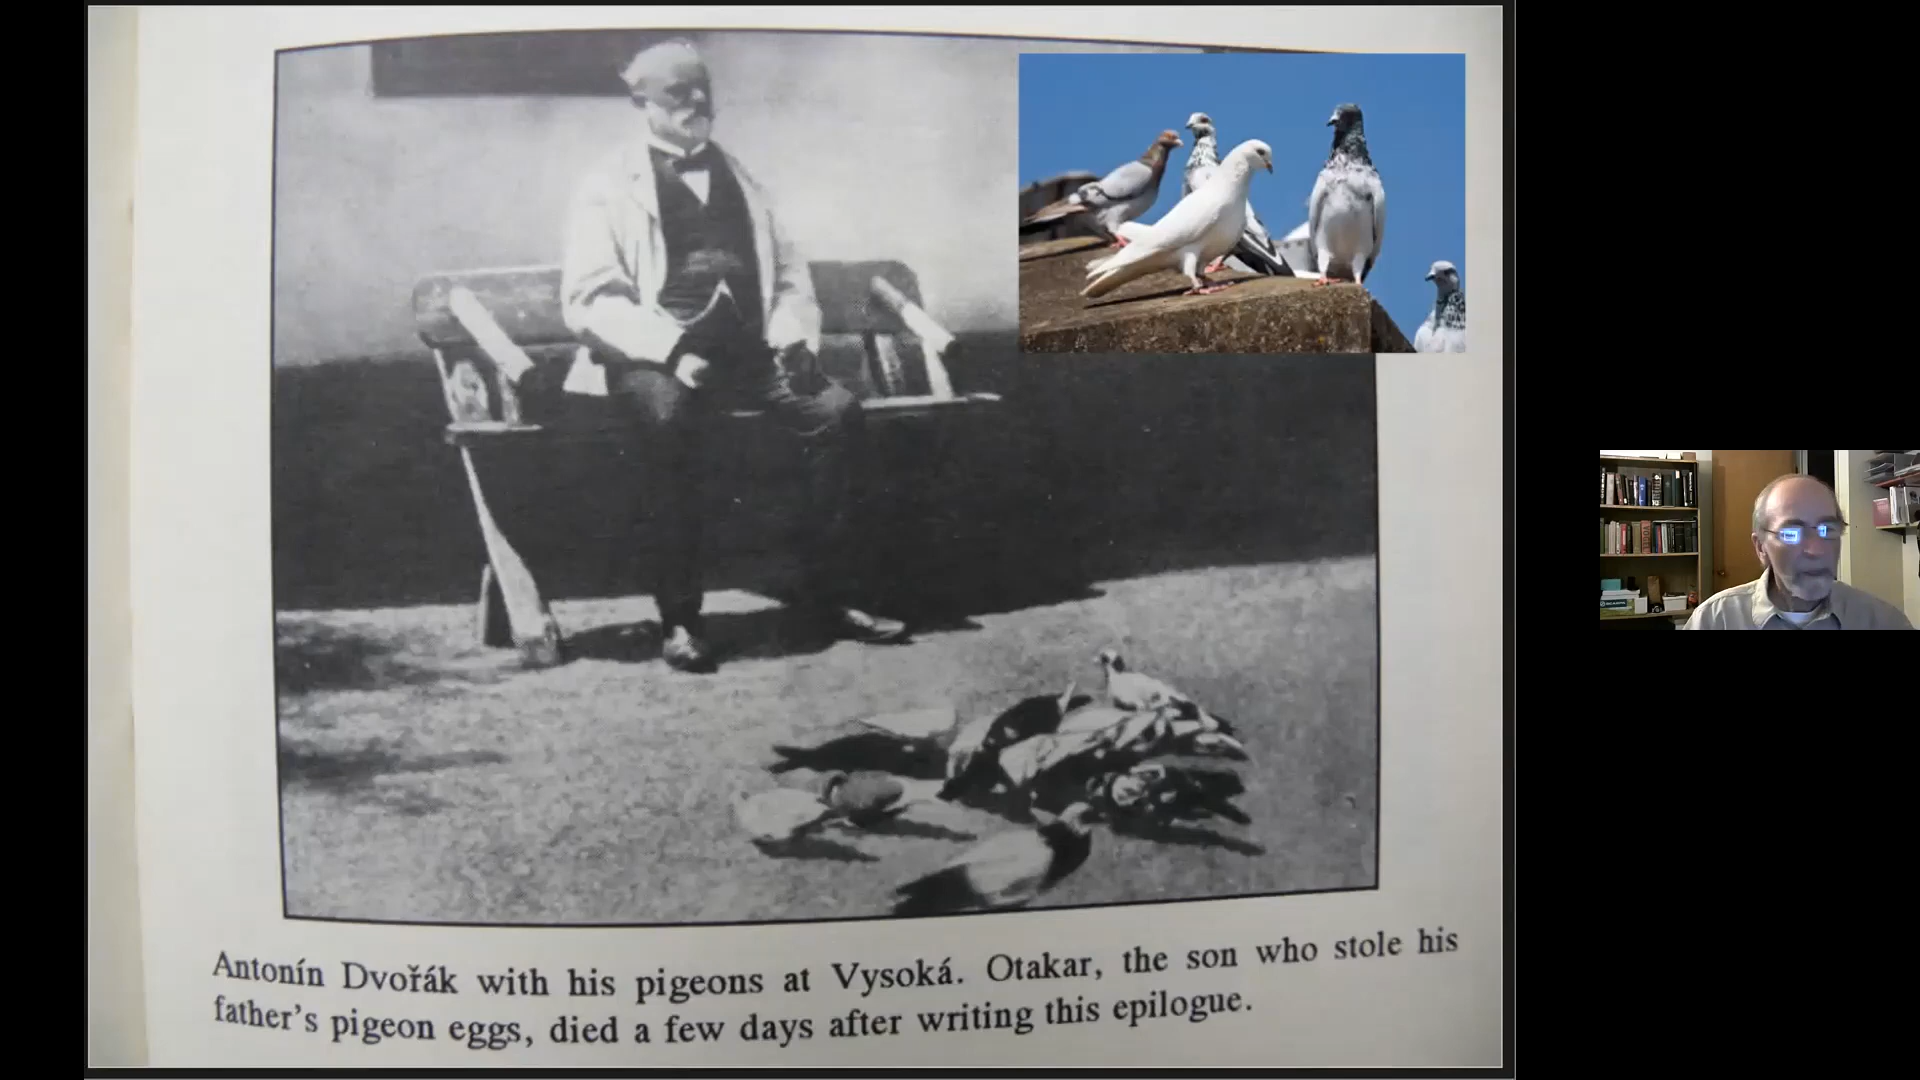 Antonín Dvořák with his pigeons at Vysoká. Otakar, the son who stole his
father's pigeon eggs, died a few days after writing this epilogue.